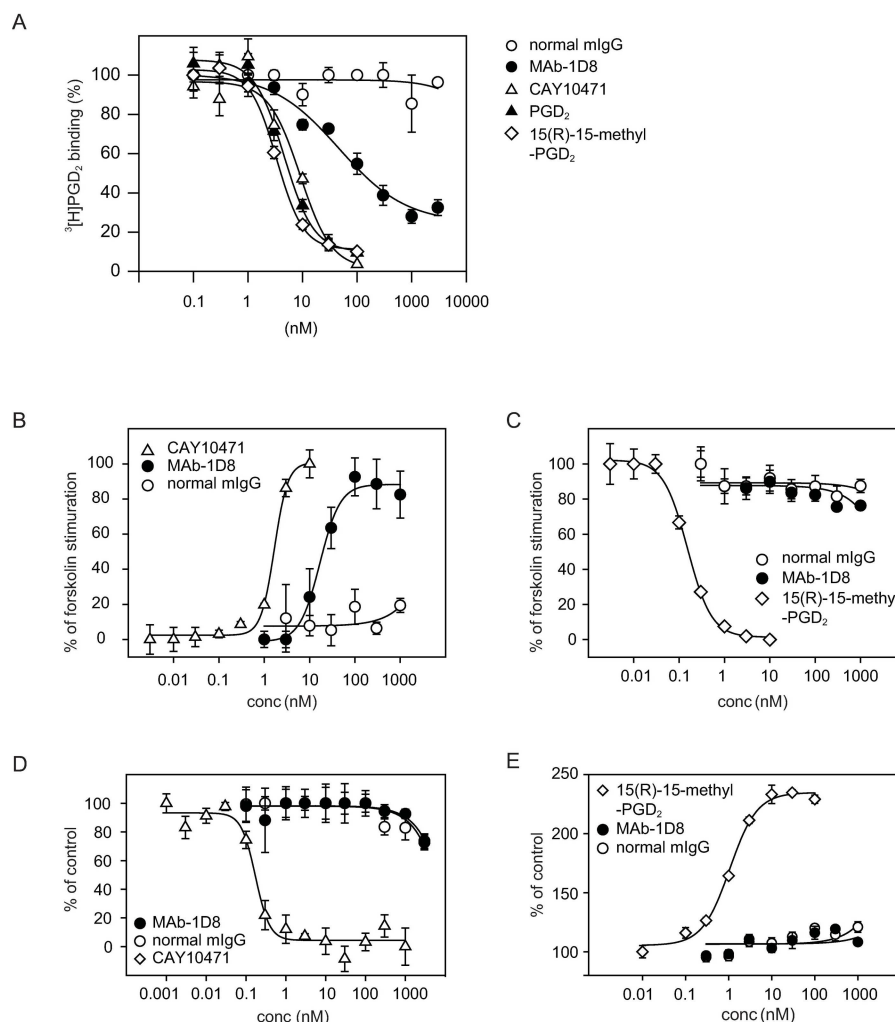 A
³[H]PGD₂ binding (%)
100
80
60
40
20
0
0.1 1 10 100 1000 10000
(nM)
normal mIgG
MAb-1D8
CAY10471
PGD₂
15(R)-15-methyl
-PGD₂
B
% of forskolin stimuration
100
80
60
40
20
0
CAY10471
MAb-1D8
normal mIgG
0.01 0.1 1 10 100 1000
conc (nM)
C
% of forskolin stimuration
100
80
60
40
20
0
normal mIgG
MAb-1D8
15(R)-15-methy
-PGD₂
0.01 0.1 1 10 100 1000
conc (nM)
D
% of control
100
80
60
40
20
0
MAb-1D8
normal mIgG
CAY10471
0.001 0.01 0.1 1 10 100 1000
conc (nM)
E
% of control
250
200
150
100
15(R)-15-methyl
-PGD₂
MAb-1D8
normal mIgG
0.01 0.1 1 10 100 1000
conc (nM)